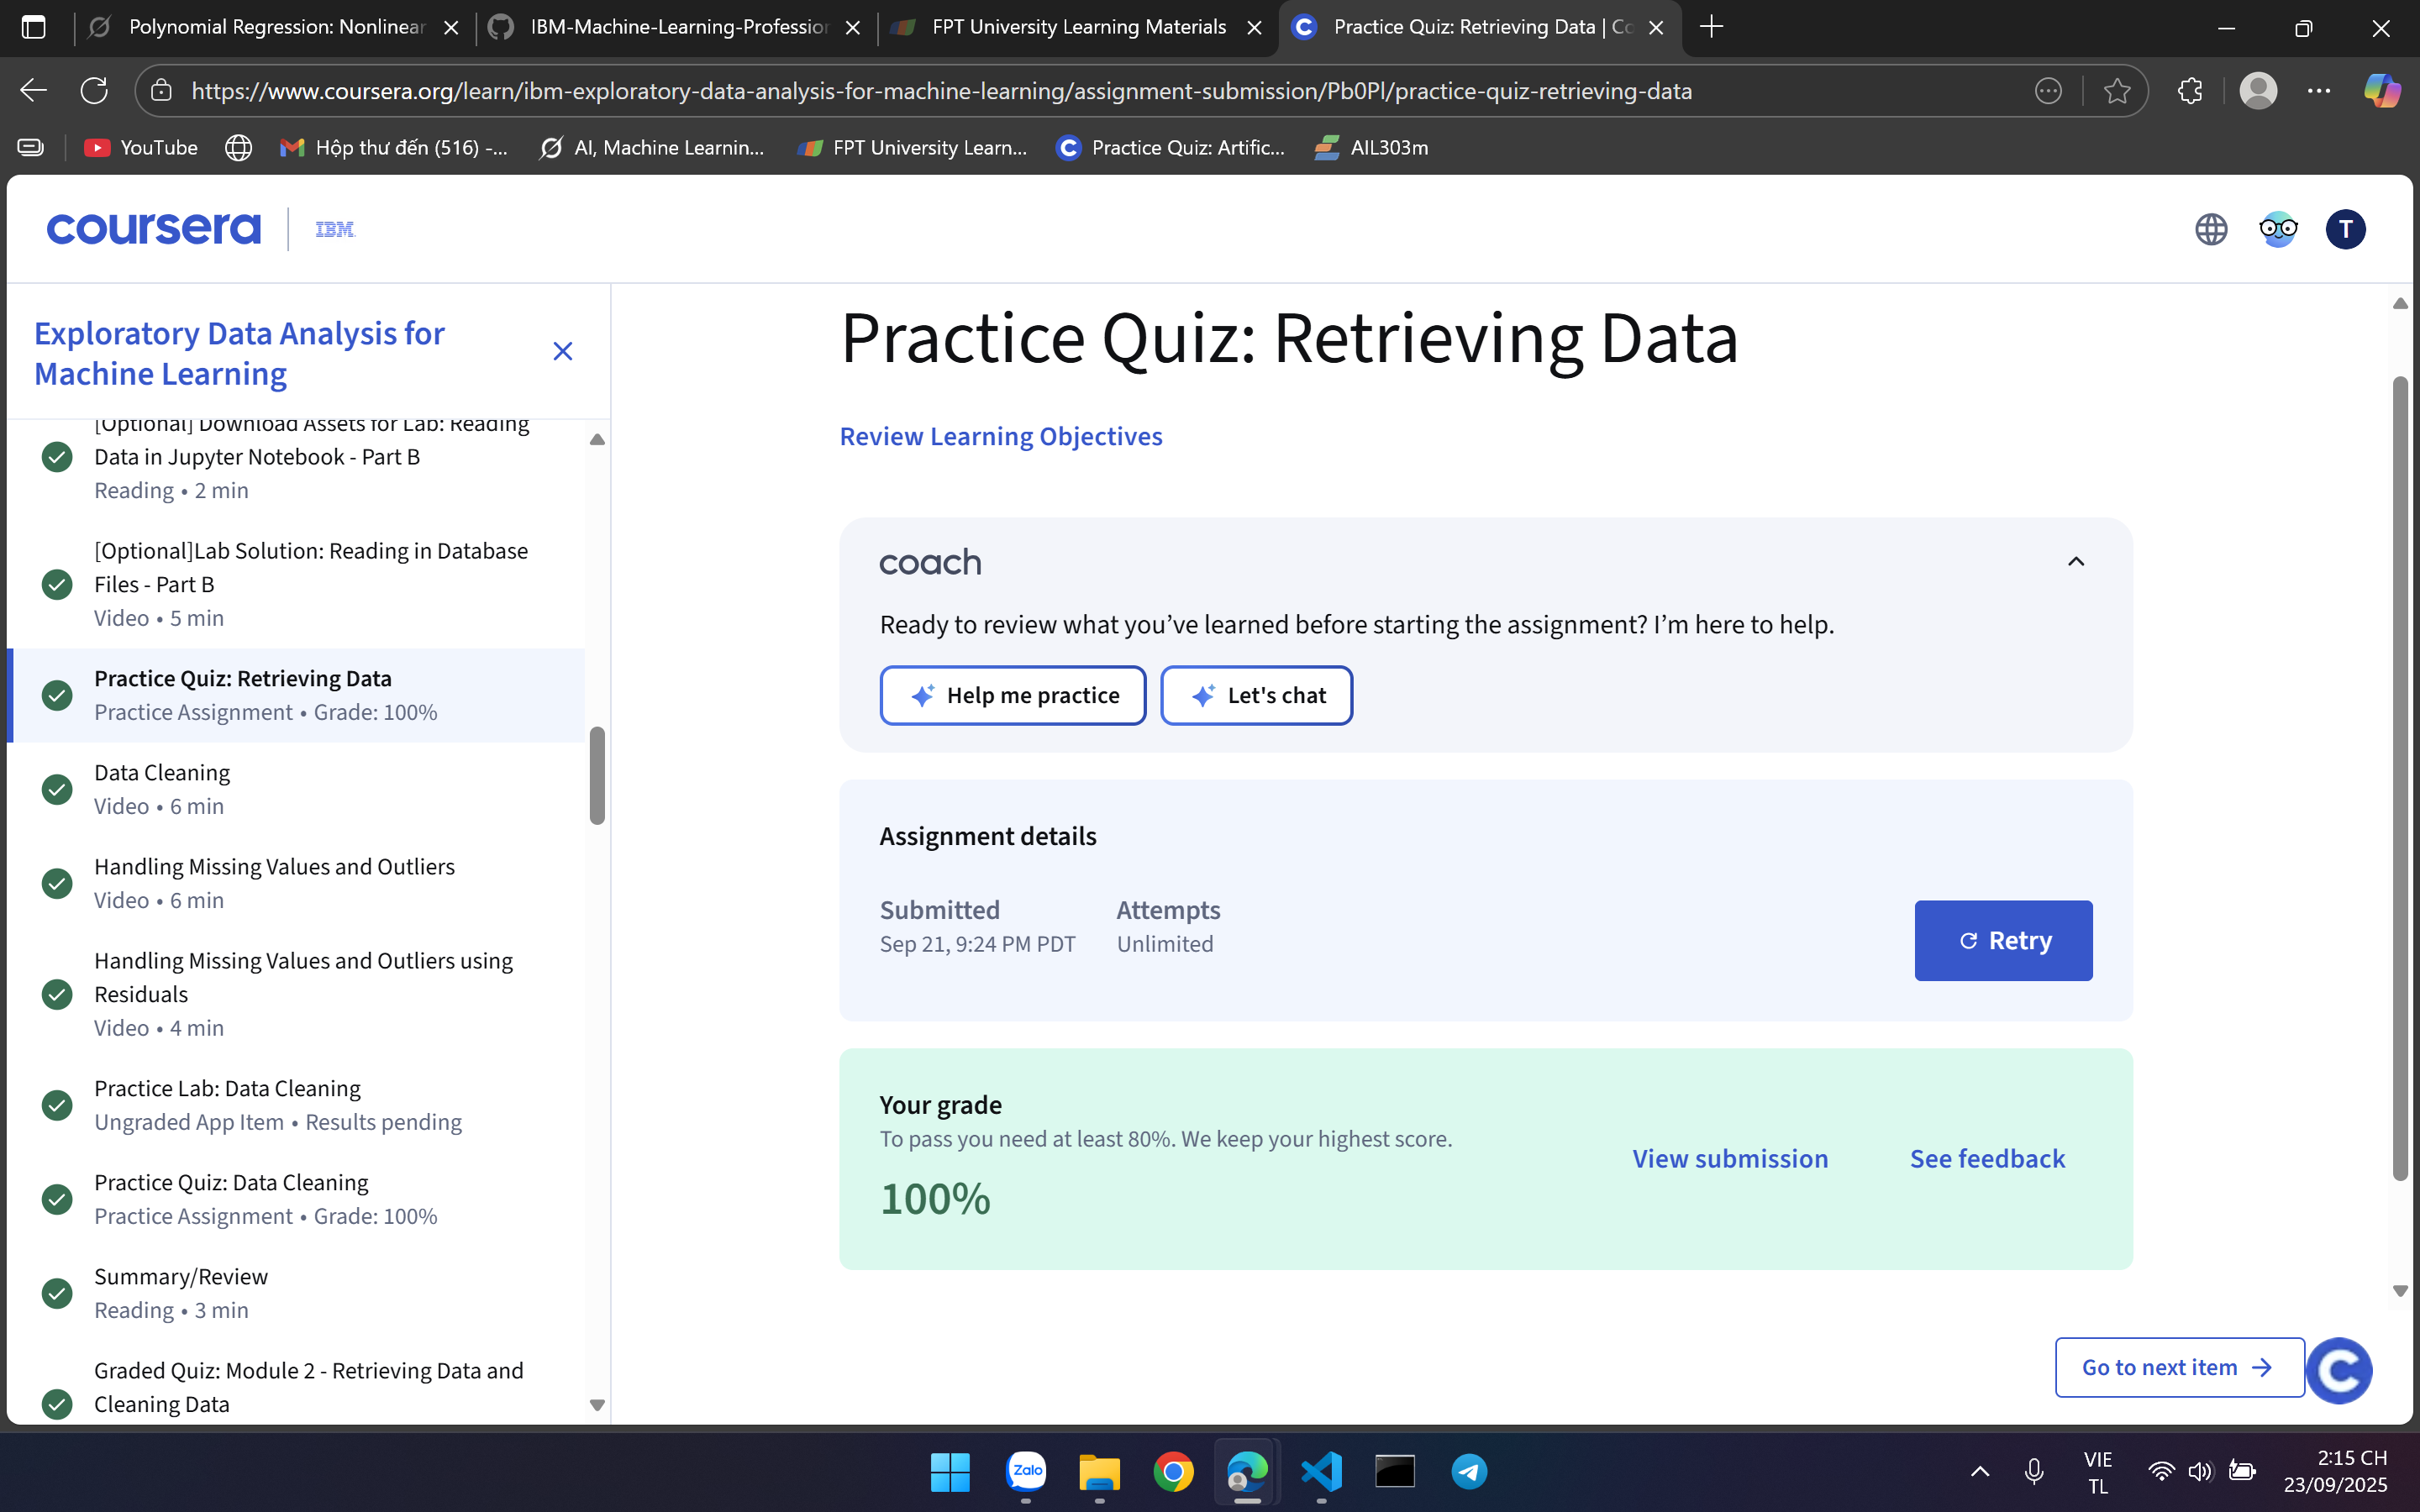 Polynomial Regression: Nonlinear
IBM-Machine-Learning-Profession
FPT University Learning Materials
Practice Quiz: Retrieving Data | Co
https://www.coursera.org/learn/ibm-exploratory-data-analysis-for-machine-learning/assignment-submission/Pb0Pl/practice-quiz-retrieving-data
YouTube
Hộp thư đến (516) -...
AI, Machine Learnin...
FPT University Learn...
Practice Quiz: Artific...
AIL303m
coursera
IBM
T
Exploratory Data Analysis for
Machine Learning
[Optional] Download Assets for Lab: Reading
Data in Jupyter Notebook - Part B
Reading • 2 min
[Optional]Lab Solution: Reading in Database
Files - Part B
Video • 5 min
Practice Quiz: Retrieving Data
Practice Assignment • Grade: 100%
Data Cleaning
Video • 6 min
Handling Missing Values and Outliers
Video • 6 min
Handling Missing Values and Outliers using
Residuals
Video • 4 min
Practice Lab: Data Cleaning
Ungraded App Item • Results pending
Practice Quiz: Data Cleaning
Practice Assignment • Grade: 100%
Summary/Review
Reading • 3 min
Graded Quiz: Module 2 - Retrieving Data and
Cleaning Data
Practice Quiz: Retrieving Data
Review Learning Objectives
coach
Ready to review what you’ve learned before starting the assignment? I’m here to help.
Help me practice
Let's chat
Assignment details
Submitted
Sep 21, 9:24 PM PDT
Attempts
Unlimited
Retry
Your grade
To pass you need at least 80%. We keep your highest score.
100%
View submission
See feedback
Go to next item
Zalo
VIE
TL
2:15 CH
23/09/2025